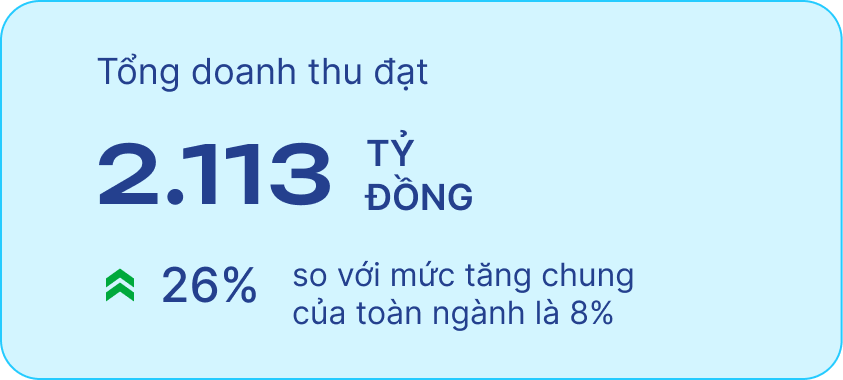 Tổng doanh thu đạt
2.113
TỶ
ĐỒNG
26%
so với mức tăng chung
của toàn ngành là 8%